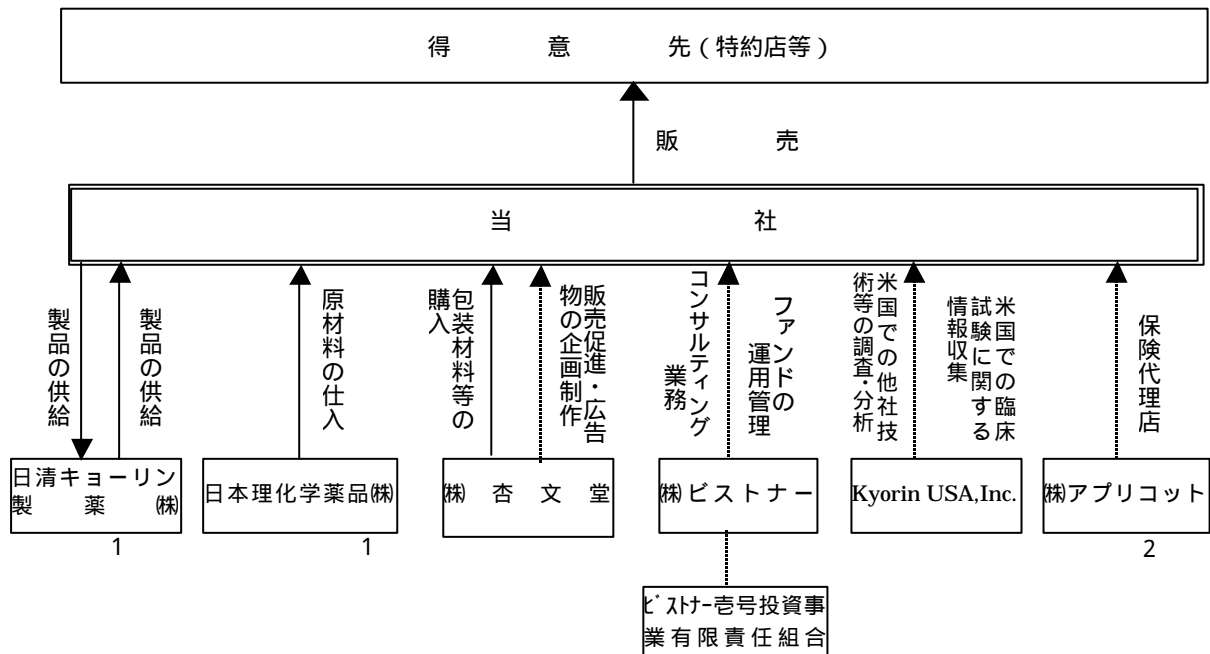 得意先(特約店等)
販売
当社
製品の供給
製品の供給
原材料の仕入
包装材料等の
購入
販売促進・広告
物の企画制作
ファンドの
運用管理
コンサルティング
業務
米国での臨床
試験に関する
情報収集
米国での他社技
術等の調査・分析
保険代理店
日清キョーリン
製薬㈱
日本理化学薬品㈱
㈱杏文堂
㈱ビストナー
Kyorin USA,Inc.
㈱アプリコット
1
1
2
ビストナー壱号投資事
業有限責任組合